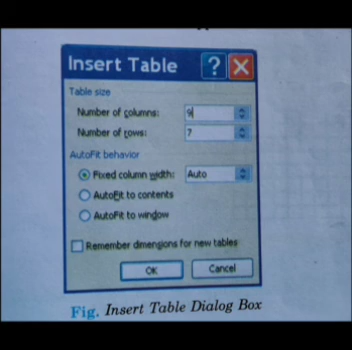 Insert Table ? X
Table size
Number of columns: 9
Number of rows: 7
AutoFit behavior
Fixed column width: Auto
AutoFit to contents
AutoFit to window
Remember dimensions for new tables
OK Cancel
Fig. Insert Table Dialog Box